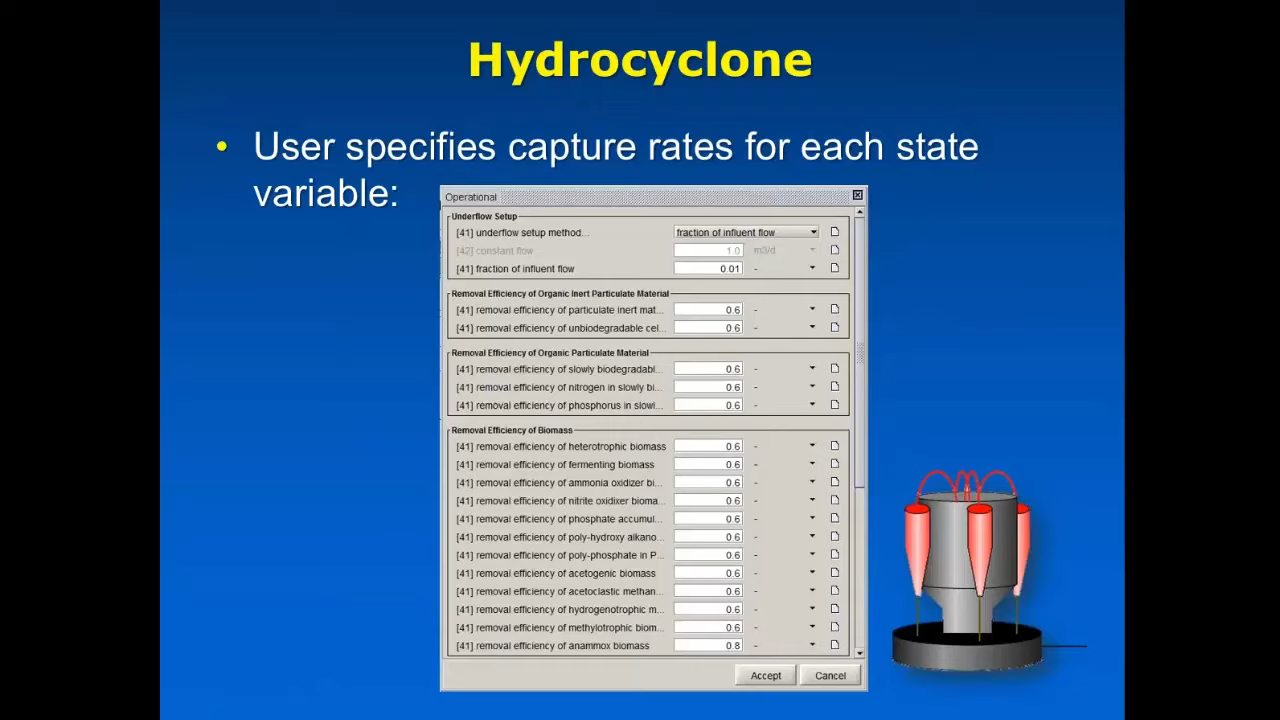 Hydrocyclone
• User specifies capture rates for each state
variable:
Operational
Underflow Setup
[41] underflow setup method... fraction of influent flow
[42] constant flow 1.0 m3/d
[41] fraction of influent flow 0.01 -
Removal Efficiency of Organic Inert Particulate Material
[41] removal efficiency of particulate inert mat... 0.6 -
[41] removal efficiency of unbiodegradable cel... 0.6 -
Removal Efficiency of Organic Particulate Material
[41] removal efficiency of slowly biodegradabl... 0.6 -
[41] removal efficiency of nitrogen in slowly bi... 0.6 -
[41] removal efficiency of phosphorus in slowl... 0.6 -
Removal Efficiency of Biomass
[41] removal efficiency of heterotrophic biomass 0.6 -
[41] removal efficiency of fermenting biomass 0.6 -
[41] removal efficiency of ammonia oxidizer bi... 0.6 -
[41] removal efficiency of nitrite oxidixer bioma... 0.6 -
[41] removal efficiency of phosphate accumul... 0.6 -
[41] removal efficiency of poly-hydroxy alkano... 0.6 -
[41] removal efficiency of poly-phosphate in P... 0.6 -
[41] removal efficiency of acetogenic biomass 0.6 -
[41] removal efficiency of acetoclastic methan... 0.6 -
[41] removal efficiency of hydrogenotrophic m... 0.6 -
[41] removal efficiency of methylotrophic biom... 0.6 -
[41] removal efficiency of anammox biomass 0.8 -
Accept Cancel